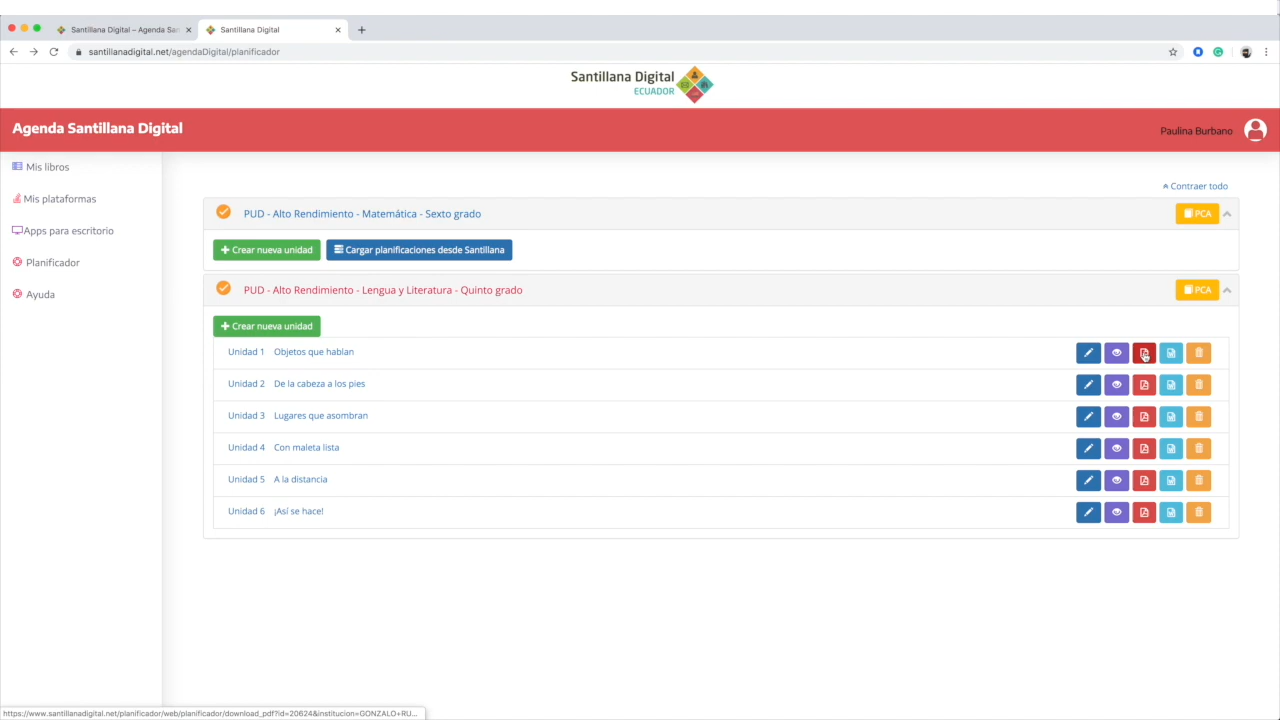 Santillana Digital – Agenda San
Santillana Digital
santillanadigital.net/agendaDigital/planificador
Santillana Digital
ECUADOR
Agenda Santillana Digital
Paulina Burbano
Mis libros
Mis plataformas
Apps para escritorio
Planificador
Ayuda
Contraer todo
PUD - Alto Rendimiento - Matemática - Sexto grado
PCA
Crear nueva unidad
Cargar planificaciones desde Santillana
PUD - Alto Rendimiento - Lengua y Literatura - Quinto grado
PCA
Crear nueva unidad
Unidad 1 Objetos que hablan
Unidad 2 De la cabeza a los pies
Unidad 3 Lugares que asombran
Unidad 4 Con maleta lista
Unidad 5 A la distancia
Unidad 6 ¡Así se hace!
https://www.santillanadigital.net/planificador/web/planificador/download_pdf?id=20624&institucion=GONZALO+RU...